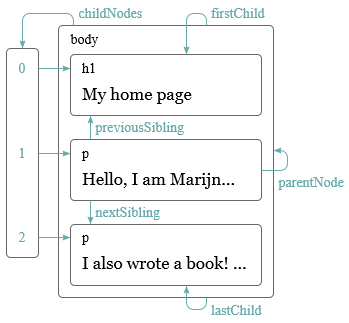 childNodes
firstChild
body
0
h1
My home page
previousSibling
1
p
Hello, I am Marijn...
parentNode
nextSibling
2
p
I also wrote a book! ...
lastChild